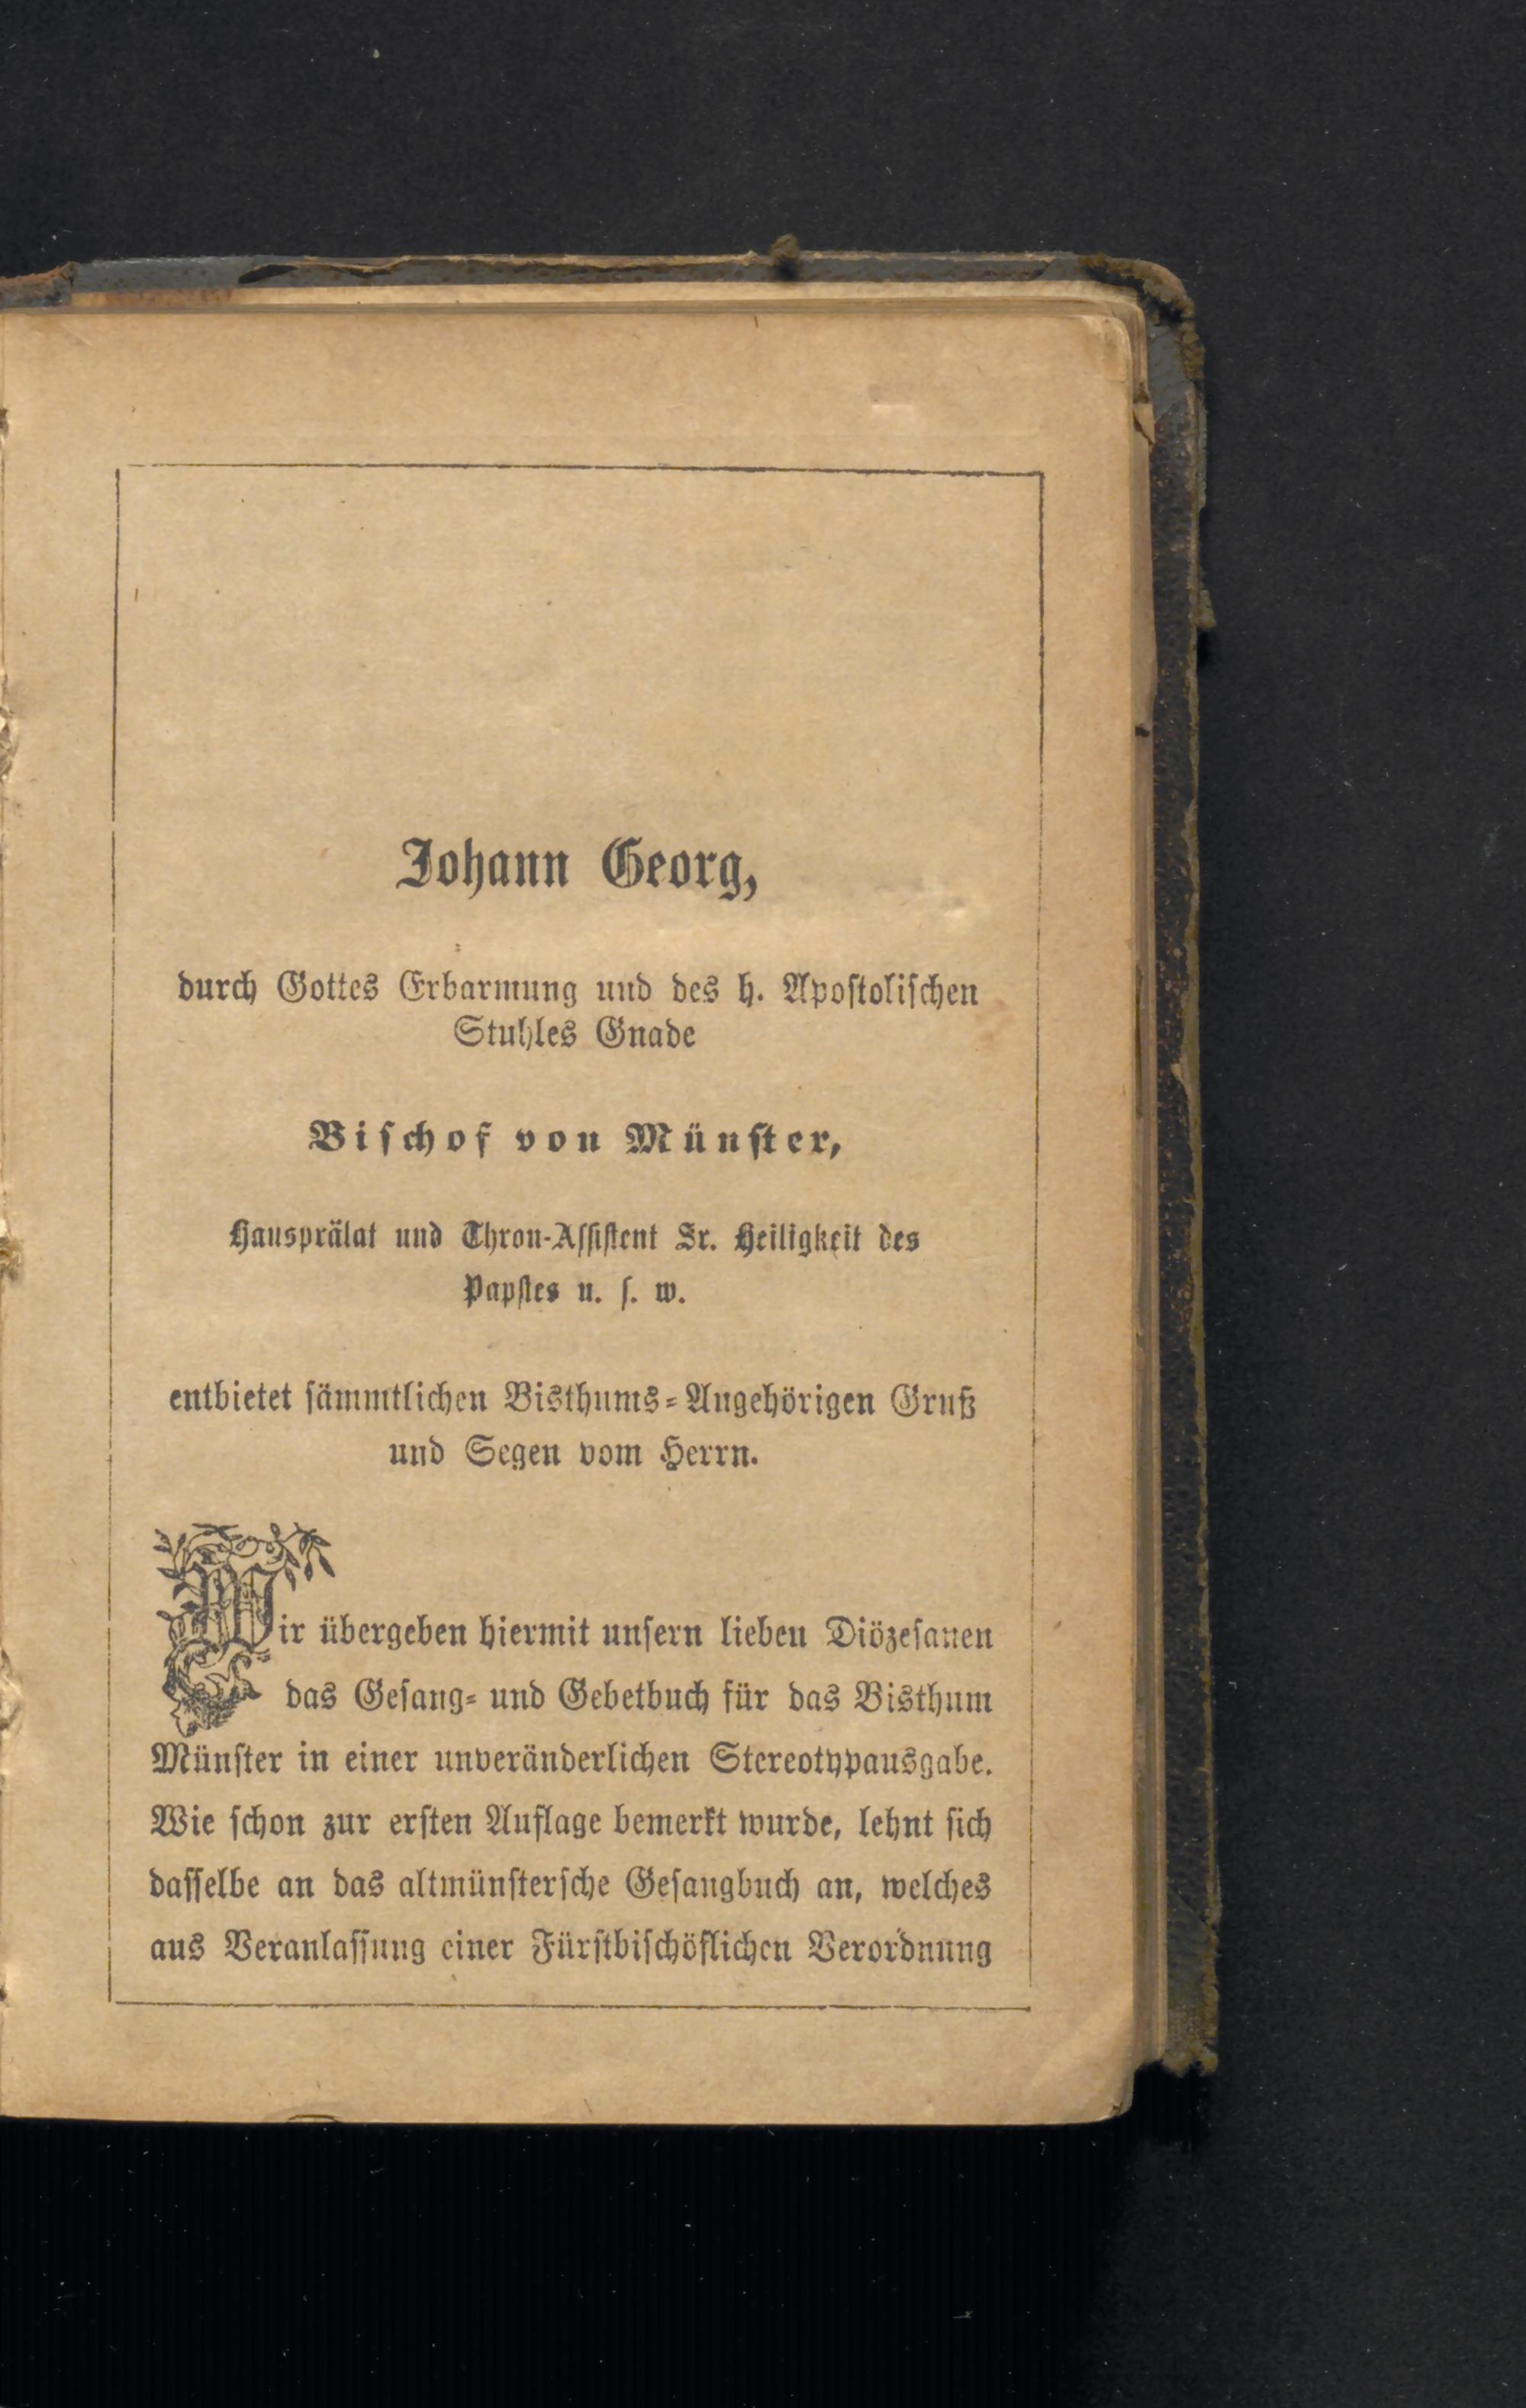 Johann Georg,
durch Gottes Erbarmung und des h. Apoſtoliſchen
Stuhles Gnade
Biſchof von Münſter,
Hausprälat und Thron-Aſſiſtent Sr. Heiligkeit des
Papſtes u. ſ. w.
entbietet ſämmtlichen Bisthums-Angehörigen Gruß
und Segen vom Herrn.
Wir übergeben hiermit unſern lieben Diözeſanen
das Geſang- und Gebetbuch für das Bisthum
Münſter in einer unveränderlichen Stereotypausgabe.
Wie ſchon zur erſten Auflage bemerkt wurde, lehnt ſich
daſſelbe an das altmünſterſche Geſangbuch an, welches
aus Veranlaſſung einer Fürſtbiſchöflichen Verordnung